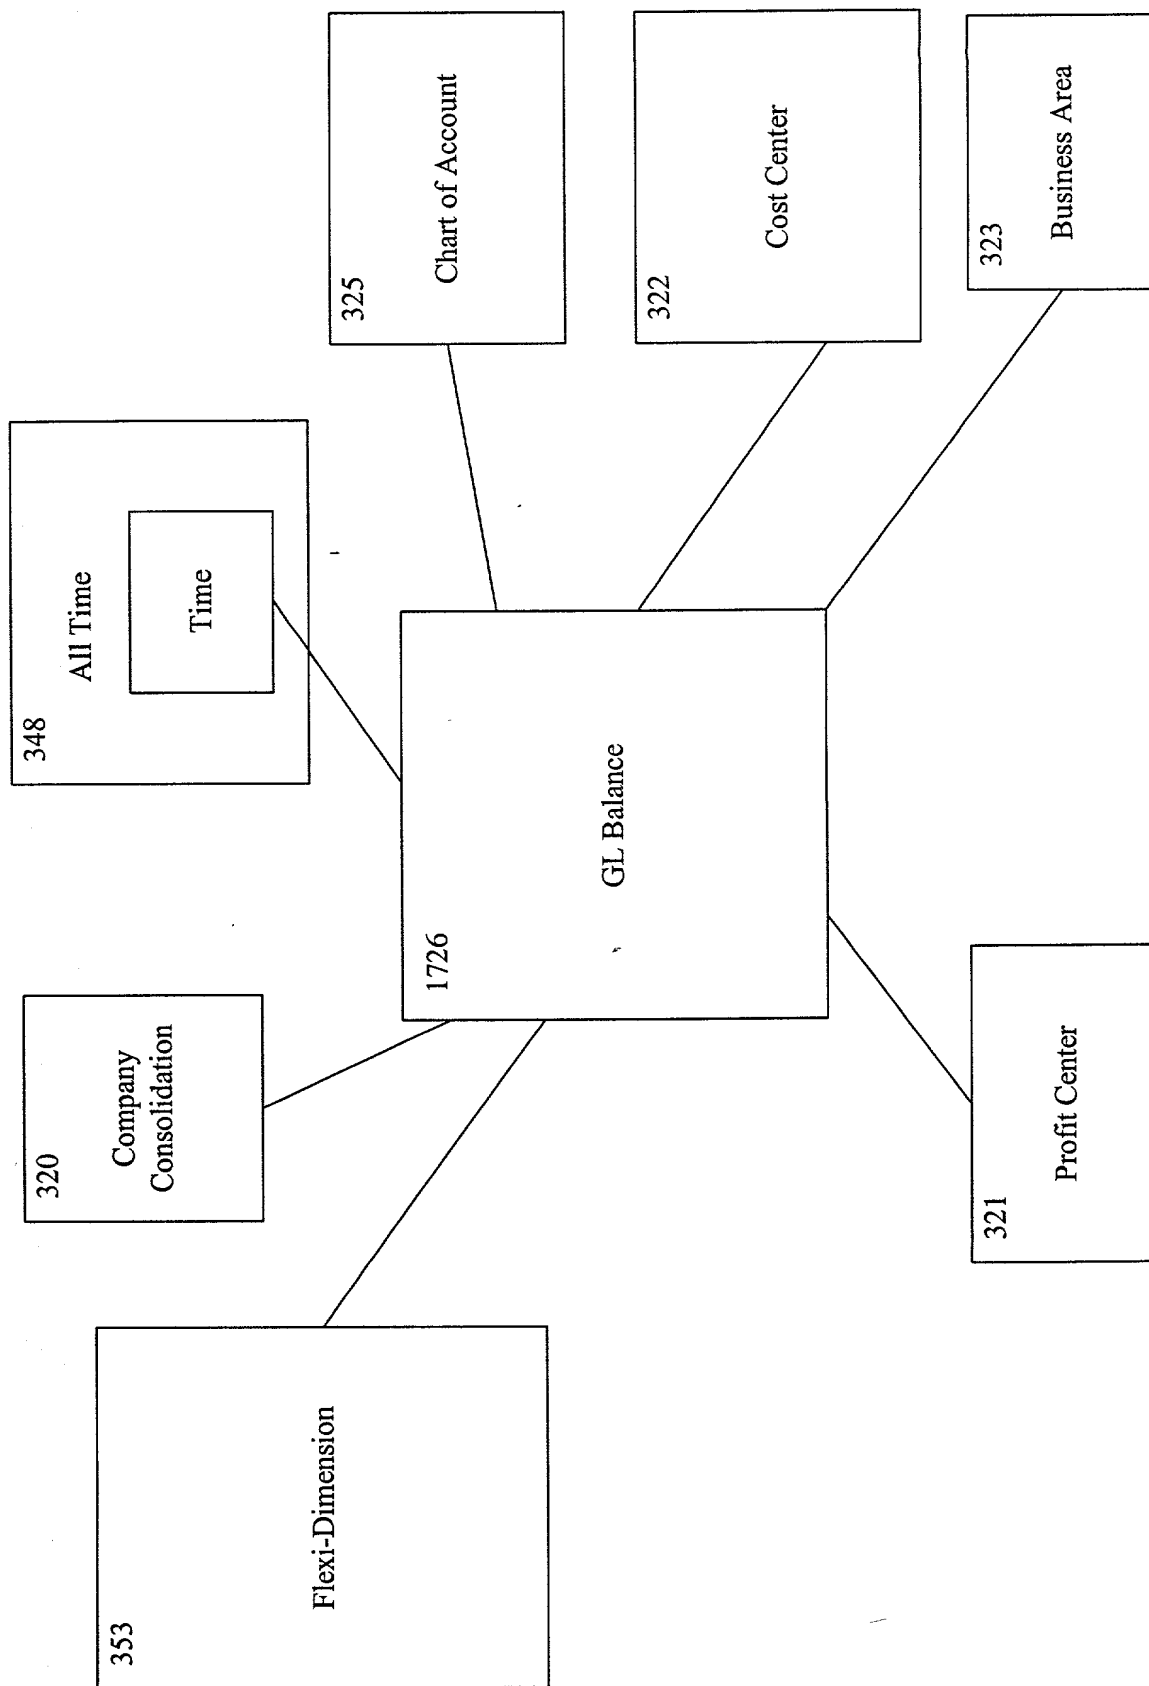 353
Flexi-Dimension
320
Company
Consolidation
348
All Time
Time
325
Chart of Account
1726
GL Balance
322
Cost Center
321
Profit Center
323
Business Area